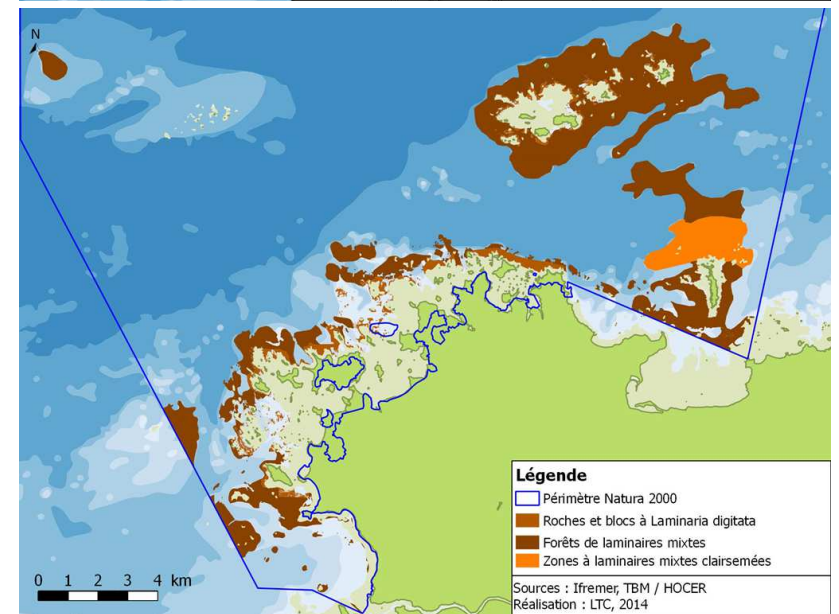 N
Légende
Périmètre Natura 2000
Roches et blocs à Laminaria digitata
Forêts de laminaires mixtes
Zones à laminaires mixtes clairsemées
0 1 2 3 4 km
Sources : Ifremer, TBM / HOCER
Réalisation : LTC, 2014